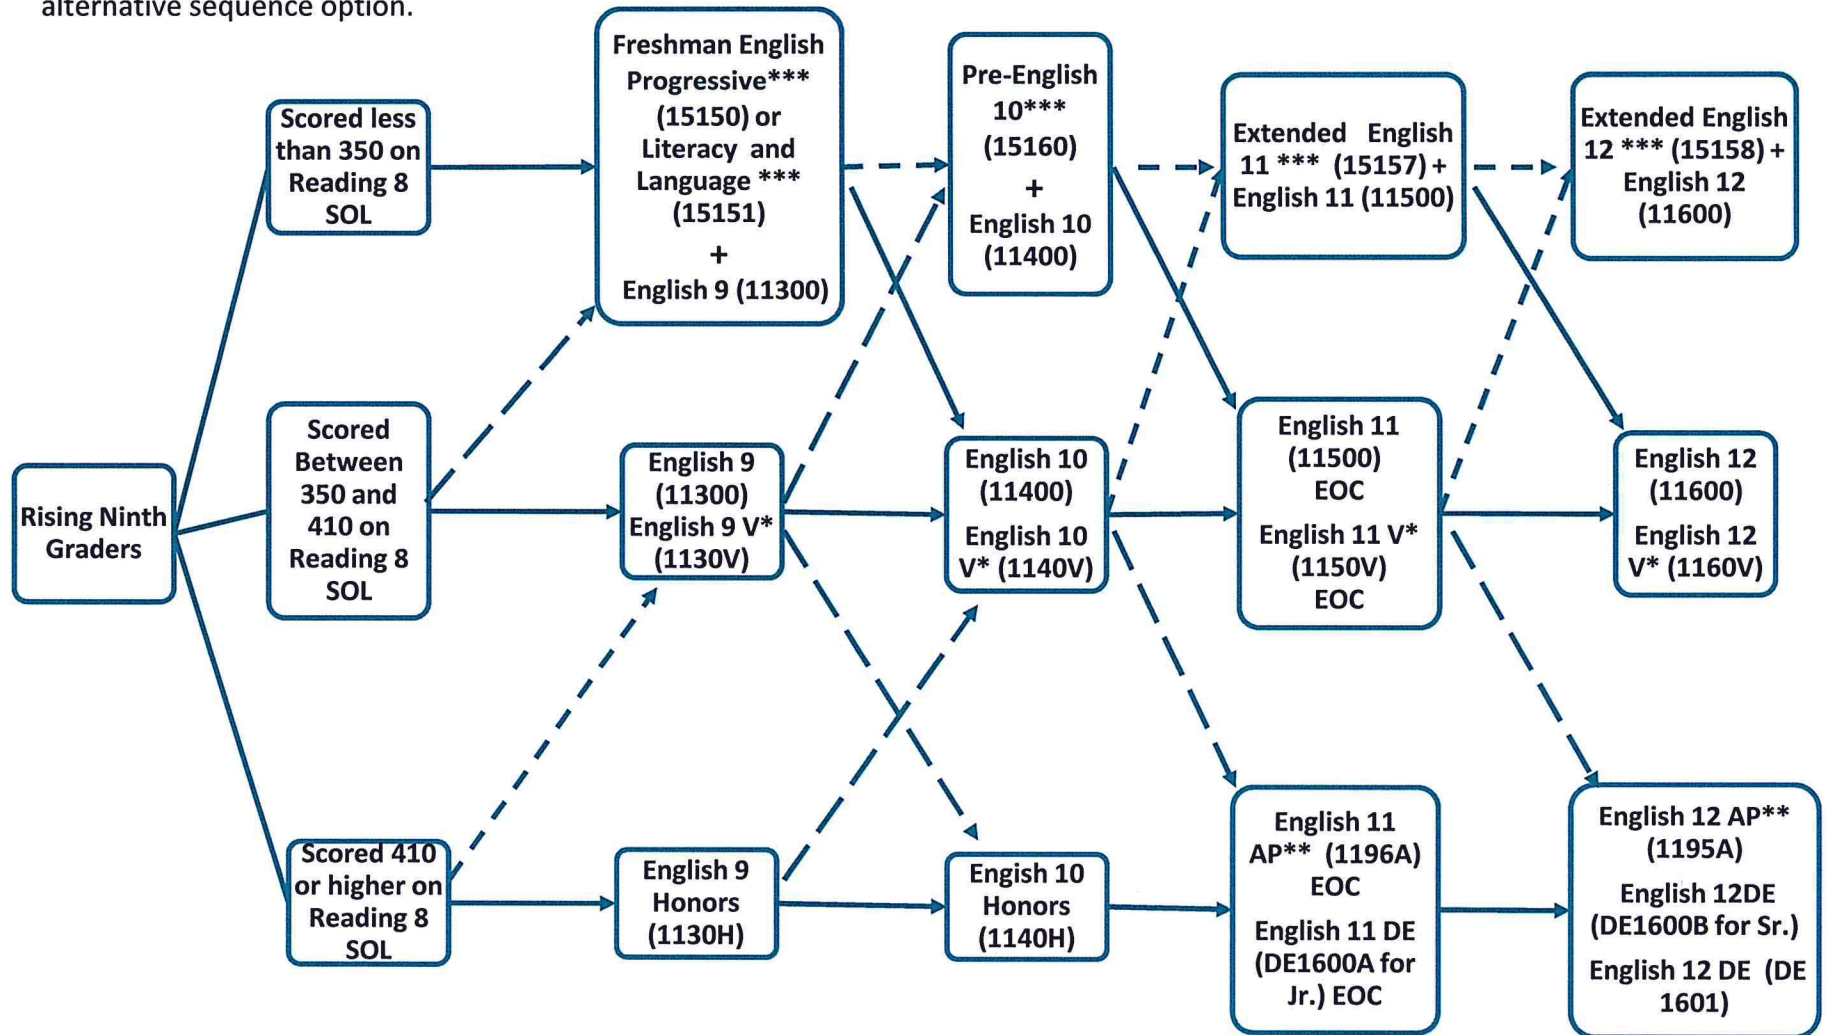 alternative sequence option.
Rising Ninth
Graders
Scored less
than 350 on
Reading 8
SOL
Scored
Between
350 and
410 on
Reading 8
SOL
Scored 410
or higher on
Reading 8
SOL
Freshman English
Progressive***
(15150) or
Literacy and
Language ***
(15151)
+
English 9 (11300)
English 9
(11300)
English 9 V*
(1130V)
English 9
Honors
(1130H)
Pre-English
10***
(15160)
+
English 10
(11400)
English 10
(11400)
English 10
V* (1140V)
Engish 10
Honors
(1140H)
Extended English
11 *** (15157) +
English 11 (11500)
English 11
(11500)
EOC
English 11 V*
(1150V)
EOC
English 11
AP** (1196A)
EOC
English 11 DE
(DE1600A for
Jr.) EOC
Extended English
12 *** (15158) +
English 12
(11600)
English 12
(11600)
English 12
V* (1160V)
English 12 AP**
(1195A)
English 12DE
(DE1600B for Sr.)
English 12 DE (DE
1601)